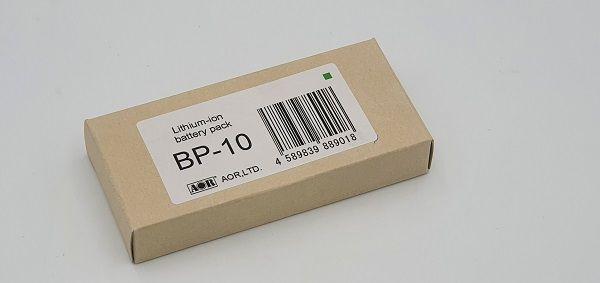 Lithium-ion
battery pack
BP-10
AOR AOR,LTD.
4 589839 889018